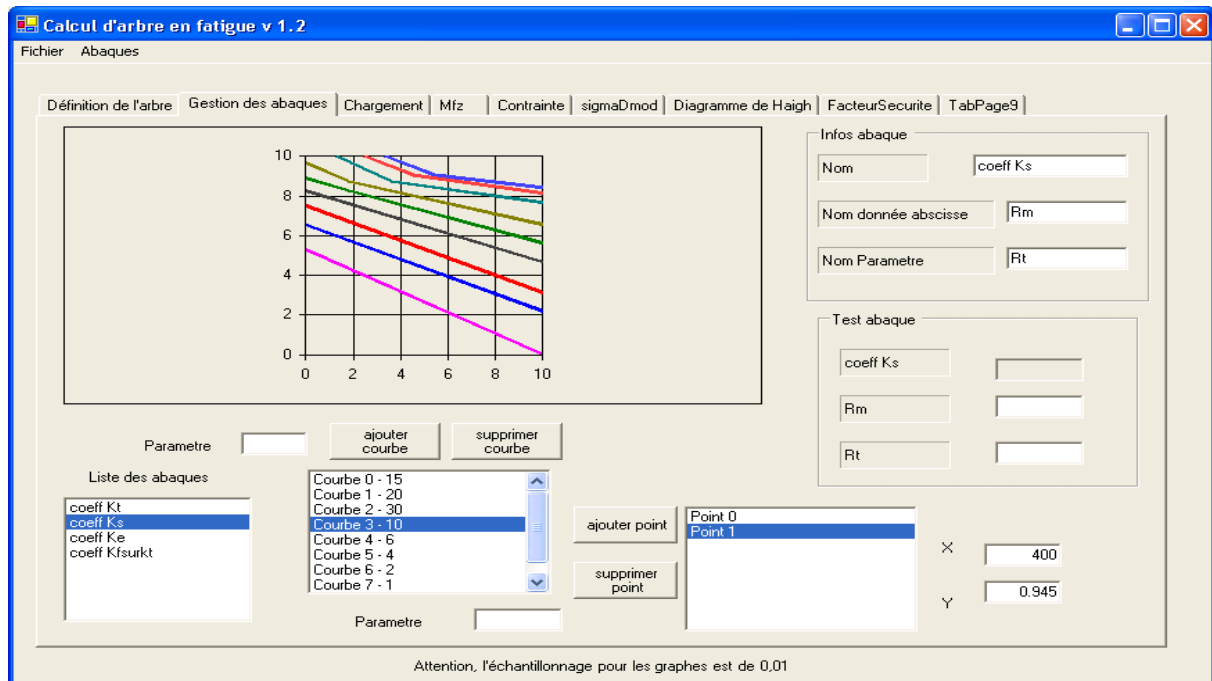 Calcul d'arbre en fatigue v 1.2
Fichier Abaques
Définition de l'arbre Gestion des abaques Chargement Mfz Contrainte sigmaDmod Diagramme de Haigh FacteurSecurite TabPage9
10
8
6
4
2
0
0 2 4 6 8 10
Infos abaque
Nom coeff Ks
Nom donnée abscisse Rm
Nom Parametre Rt
Test abaque
coeff Ks
Rm
Rt
Parametre
ajouter
courbe
supprimer
courbe
Liste des abaques
coeff Kt
coeff Ks
coeff Ke
coeff Kfsurkt
Courbe 0 - 15
Courbe 1 - 20
Courbe 2 - 30
Courbe 3 - 10
Courbe 4 - 6
Courbe 5 - 4
Courbe 6 - 2
Courbe 7 - 1
Parametre
ajouter point
supprimer
point
Point 0
Point 1
X 400
Y 0.945
Attention, l'échantillonnage pour les graphes est de 0,01